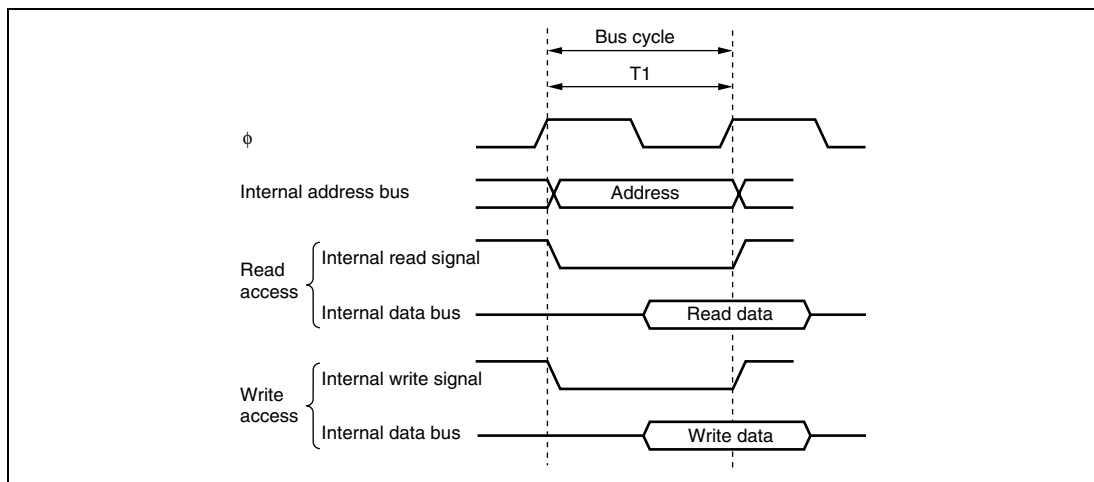 Bus cycle
T1
ϕ
Internal address bus
Address
Read
access
Internal read signal
Internal data bus
Read data
Write
access
Internal write signal
Internal data bus
Write data